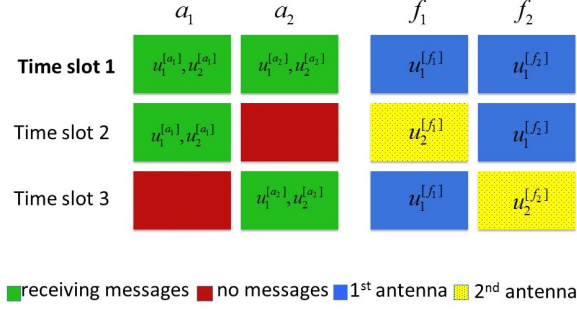 a₁ a₂ f₁ f₂
Time slot 1 u₁^[a₁], u₂^[a₁] u₁^[a₂], u₂^[a₂] u₁^[f₁] u₁^[f₂]
Time slot 2 u₁^[a₁], u₂^[a₁] u₂^[f₁] u₁^[f₂]
Time slot 3 u₁^[a₂], u₂^[a₂] u₁^[f₁] u₂^[f₂]
receiving messages no messages 1st antenna 2nd antenna